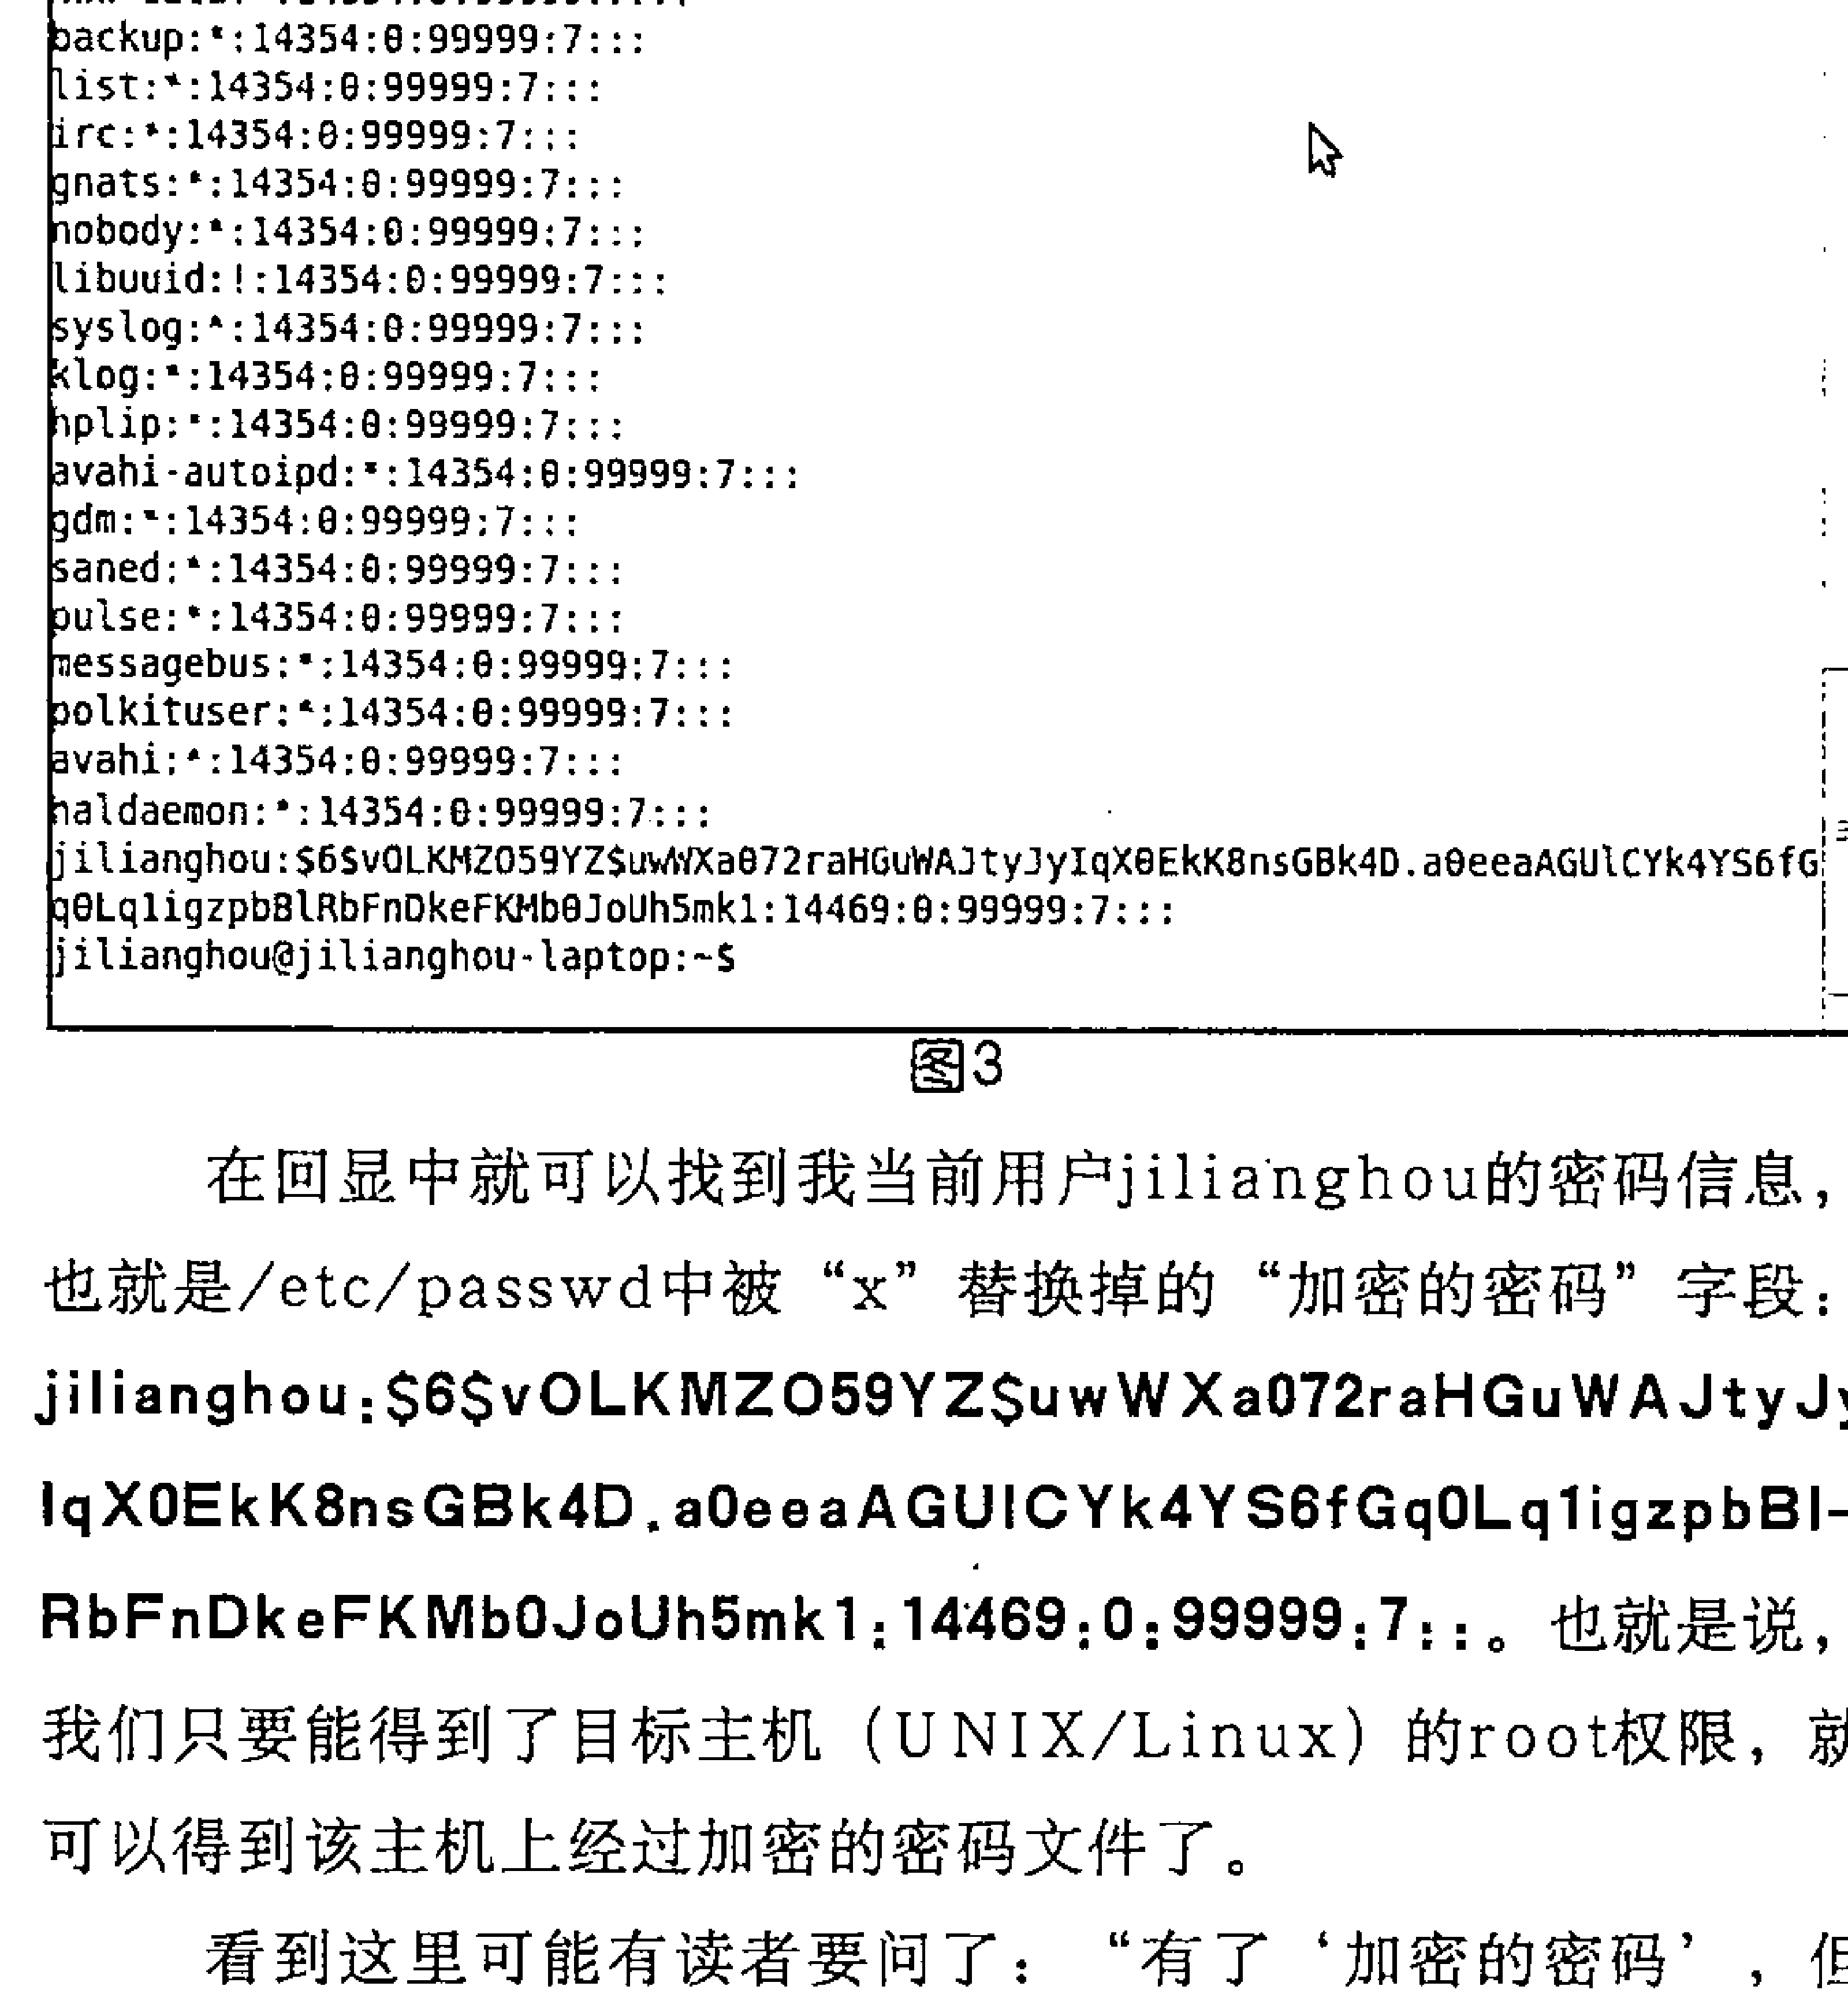 backup:*:14354:0:99999:7:::
list:*:14354:0:99999:7:::
irc:*:14354:0:99999:7:::
gnats:*:14354:0:99999:7:::
nobody:*:14354:0:99999:7:::
libuuid:!:14354:0:99999:7:::
syslog:*:14354:0:99999:7:::
klog:*:14354:0:99999:7:::
hplip:*:14354:0:99999:7:::
avahi-autoipd:*:14354:0:99999:7:::
gdm:*:14354:0:99999:7:::
saned:*:14354:0:99999:7:::
pulse:*:14354:0:99999:7:::
messagebus:*:14354:0:99999:7:::
polkituser:*:14354:0:99999:7:::
avahi:*:14354:0:99999:7:::
haldaemon:*:14354:0:99999:7:::
jilianghou:$6$vOLKMZO59YZ$uwWXa072raHGuWAJtyJyIqX0EkK8nsGBk4D.a0eeaAGUlCYk4YS6fG
q0Lq1igzpbBlRbFnDkeFKMb0JoUh5mk1:14469:0:99999:7:::
jilianghou@jilianghou-laptop:~$
图3
在回显中就可以找到我当前用户jilianghou的密码信息，
也就是/etc/passwd中被“x”替换掉的“加密的密码”字段：
jilianghou:$6$vOLKMZO59YZ$uwWXa072raHGuWAJtyJy
IqX0EkK8nsGBk4D.a0eeaAGUlCYk4YS6fGq0Lq1igzpbBl-
RbFnDkeFKMb0JoUh5mk1:14469:0:99999:7::。也就是说，
我们只要能得到了目标主机（UNIX/Linux）的root权限，就
可以得到该主机上经过加密的密码文件了。
看到这里可能有读者要问了：“有了‘加密的密码’，但